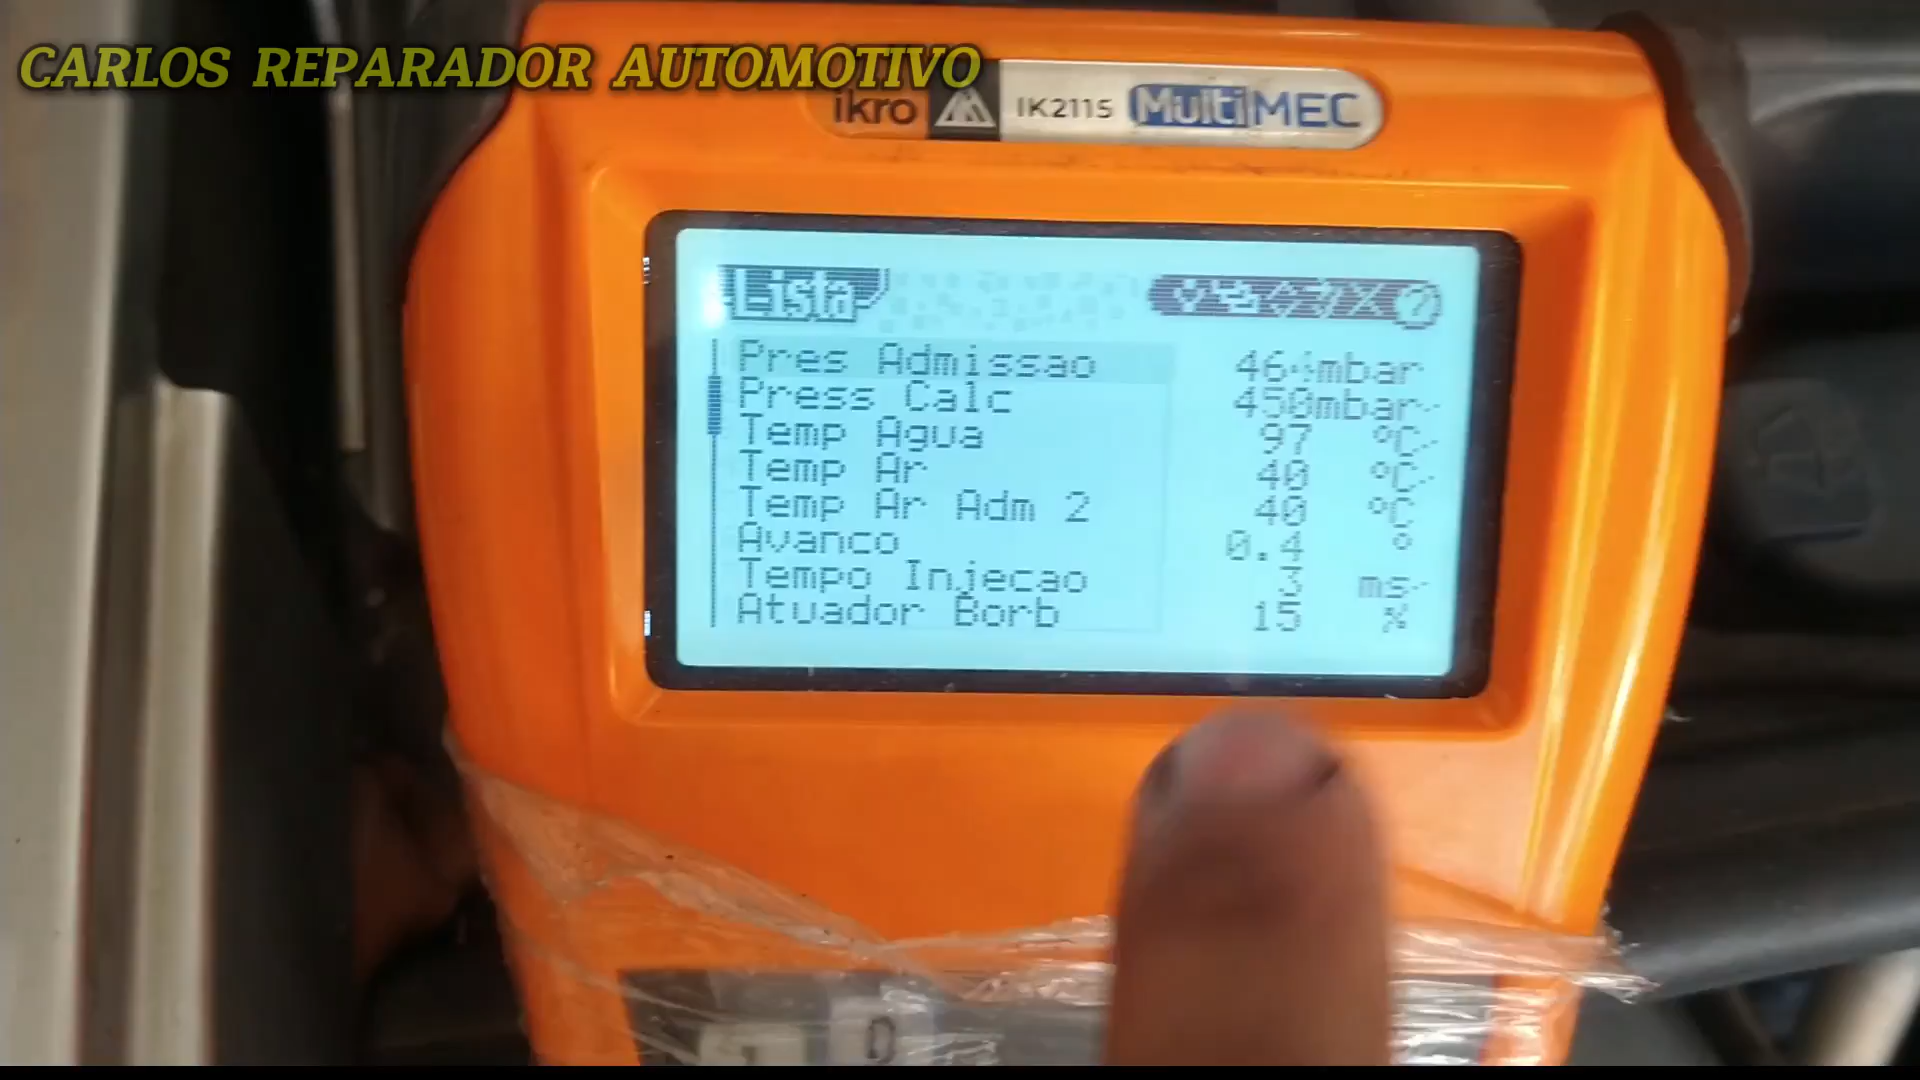 CARLOS REPARADOR AUTOMOTIVO
ikro IK2115 MultiMEC
Lista
Pres Admissao mbar
Press Calc 450mbar
Temp Agua 97 °C
Temp Ar 40 °C
Temp Ar Adm 2 40 °C
Avanco 0.4 °
Tempo Injecao 3 ms
Atuador Borb 15 %